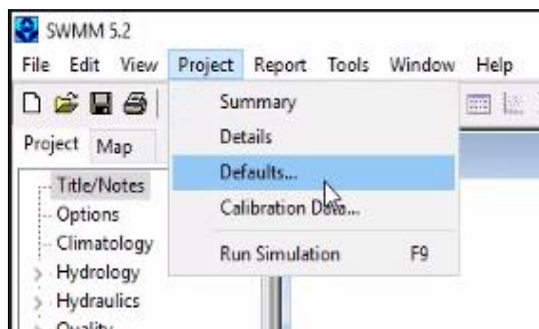 SWMM 5.2
File Edit View Project Report Tools Window Help
Summary
Project Map
Details
Title/Notes
Defaults...
Options
Calibration Data...
Climatology
Run Simulation F9
Hydrology
Hydraulics
Quality